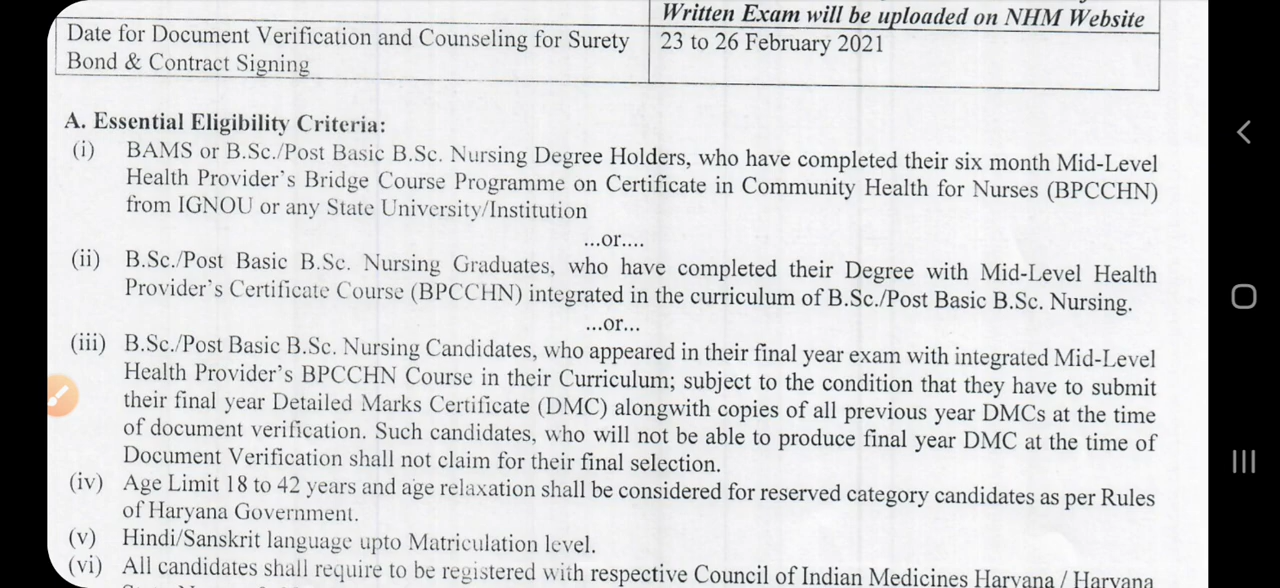 Written Exam will be uploaded on NHM Website
Date for Document Verification and Counseling for Surety
Bond & Contract Signing
23 to 26 February 2021
A. Essential Eligibility Criteria:
(i) BAMS or B.Sc./Post Basic B.Sc. Nursing Degree Holders, who have completed their six month Mid-Level
Health Provider's Bridge Course Programme on Certificate in Community Health for Nurses (BPCCHN)
from IGNOU or any State University/Institution
...or....
(ii) B.Sc./Post Basic B.Sc. Nursing Graduates, who have completed their Degree with Mid-Level Health
Provider's Certificate Course (BPCCHN) integrated in the curriculum of B.Sc./Post Basic B.Sc. Nursing.
...or...
(iii) B.Sc./Post Basic B.Sc. Nursing Candidates, who appeared in their final year exam with integrated Mid-Level
Health Provider's BPCCHN Course in their Curriculum; subject to the condition that they have to submit
their final year Detailed Marks Certificate (DMC) alongwith copies of all previous year DMCs at the time
of document verification. Such candidates, who will not be able to produce final year DMC at the time of
Document Verification shall not claim for their final selection.
(iv) Age Limit 18 to 42 years and age relaxation shall be considered for reserved category candidates as per Rules
of Haryana Government.
(v) Hindi/Sanskrit language upto Matriculation level.
(vi) All candidates shall require to be registered with respective Council of Indian Medicines Haryana / Haryana